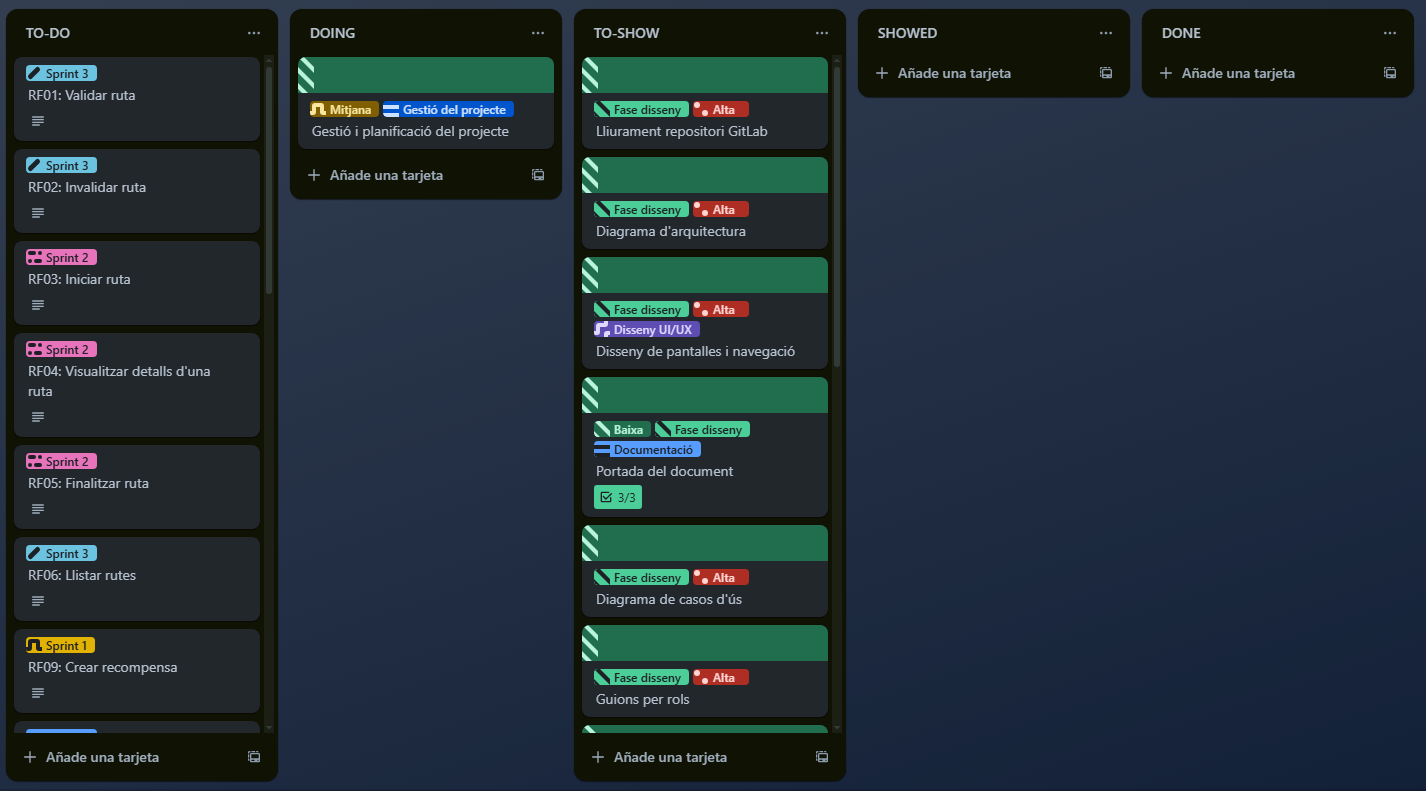 TO-DO
Sprint 3
RF01: Validar ruta
Sprint 3
RF02: Invalidar ruta
Sprint 2
RF03: Iniciar ruta
Sprint 2
RF04: Visualitzar detalls d'una
ruta
Sprint 2
RF05: Finalitzar ruta
Sprint 3
RF06: Llistar rutes
Sprint 1
RF09: Crear recompensa
Añade una tarjeta
DOING
Mitjana Gestió del projecte
Gestió i planificació del projecte
Añade una tarjeta
TO-SHOW
Fase disseny Alta
Lliurament repositori GitLab
Fase disseny Alta
Diagrama d'arquitectura
Fase disseny Alta
Disseny UI/UX
Disseny de pantalles i navegació
Baixa Fase disseny
Documentació
Portada del document
3/3
Fase disseny Alta
Diagrama de casos d'ús
Fase disseny Alta
Guions per rols
Añade una tarjeta
SHOWED
Añade una tarjeta
DONE
Añade una tarjeta